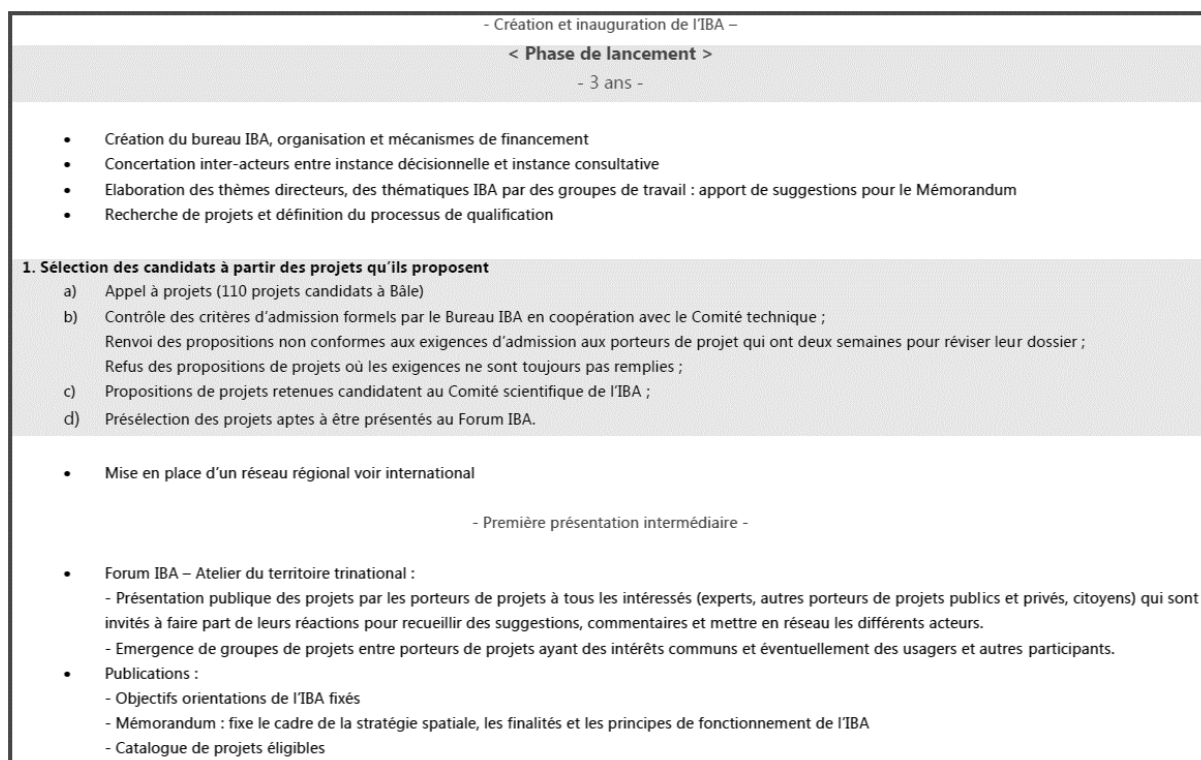 - Création et inauguration de l'IBA –
< Phase de lancement >
- 3 ans -
• Création du bureau IBA, organisation et mécanismes de financement
• Concertation inter-acteurs entre instance décisionnelle et instance consultative
• Elaboration des thèmes directeurs, des thématiques IBA par des groupes de travail : apport de suggestions pour le Mémorandum
• Recherche de projets et définition du processus de qualification
1. Sélection des candidats à partir des projets qu'ils proposent
a) Appel à projets (110 projets candidats à Bâle)
b) Contrôle des critères d'admission formels par le Bureau IBA en coopération avec le Comité technique ;
Renvoi des propositions non conformes aux exigences d'admission aux porteurs de projet qui ont deux semaines pour réviser leur dossier ;
Refus des propositions de projets où les exigences ne sont toujours pas remplies ;
c) Propositions de projets retenues candidatent au Comité scientifique de l'IBA ;
d) Présélection des projets aptes à être présentés au Forum IBA.
• Mise en place d'un réseau régional voir international
- Première présentation intermédiaire -
• Forum IBA – Atelier du territoire trinational :
- Présentation publique des projets par les porteurs de projets à tous les intéressés (experts, autres porteurs de projets publics et privés, citoyens) qui sont
invités à faire part de leurs réactions pour recueillir des suggestions, commentaires et mettre en réseau les différents acteurs.
- Emergence de groupes de projets entre porteurs de projets ayant des intérêts communs et éventuellement des usagers et autres participants.
• Publications :
- Objectifs orientations de l'IBA fixés
- Mémorandum : fixe le cadre de la stratégie spatiale, les finalités et les principes de fonctionnement de l'IBA
- Catalogue de projets éligibles